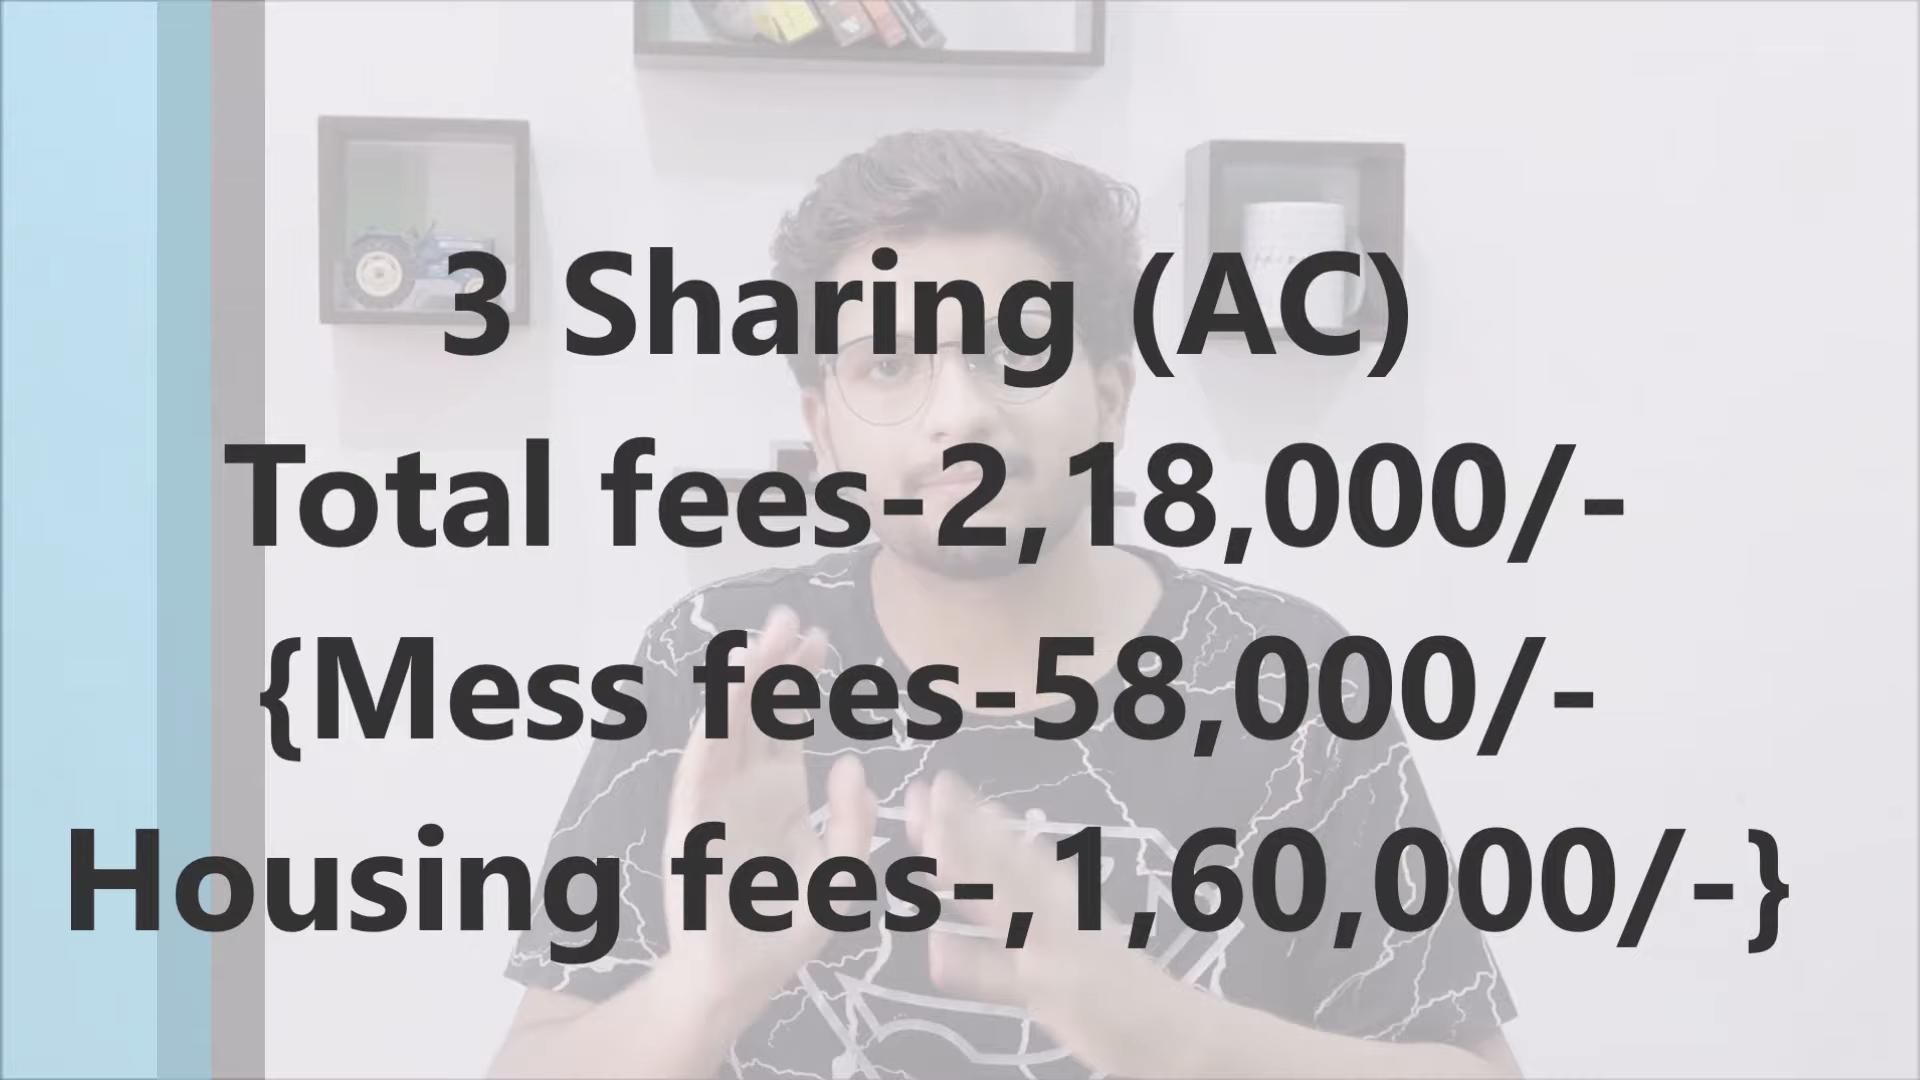 3 Sharing (AC)
Total fees-2,18,000/-
{Mess fees-58,000/-
Housing fees-,1,60,000/-}